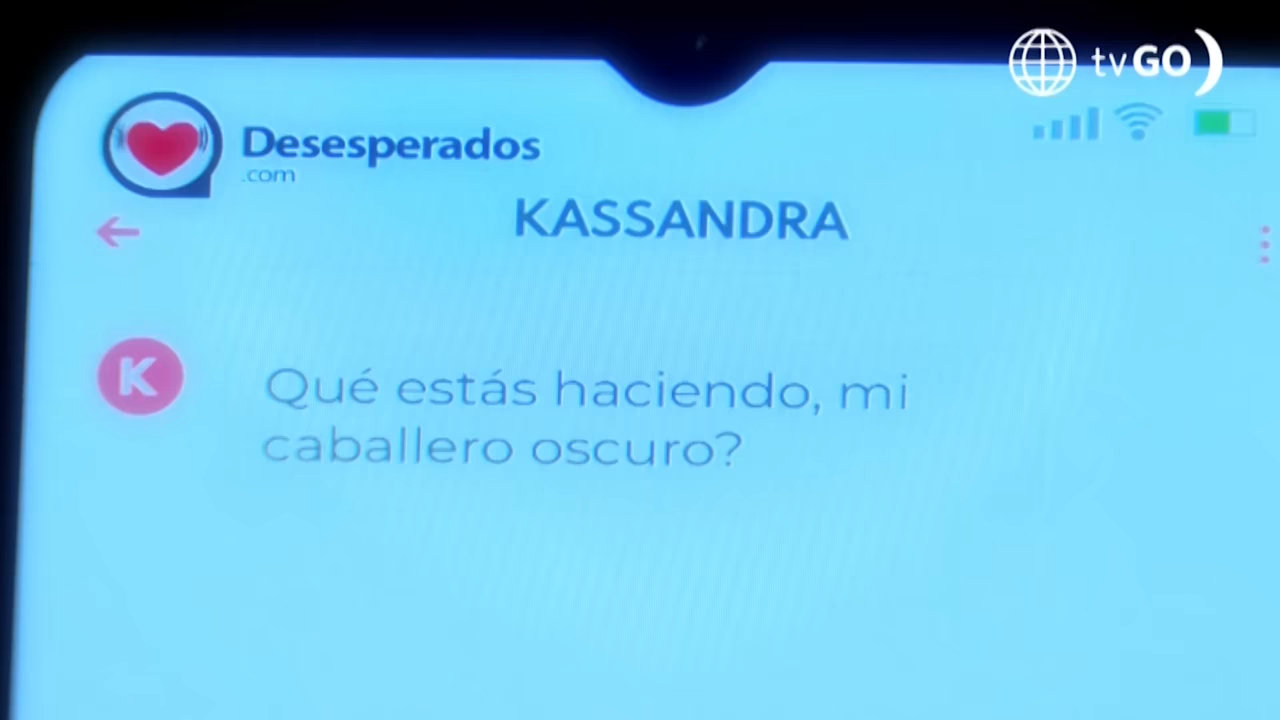 tvGO
Desesperados
.com
KASSANDRA
K
Qué estás haciendo, mi
caballero oscuro?